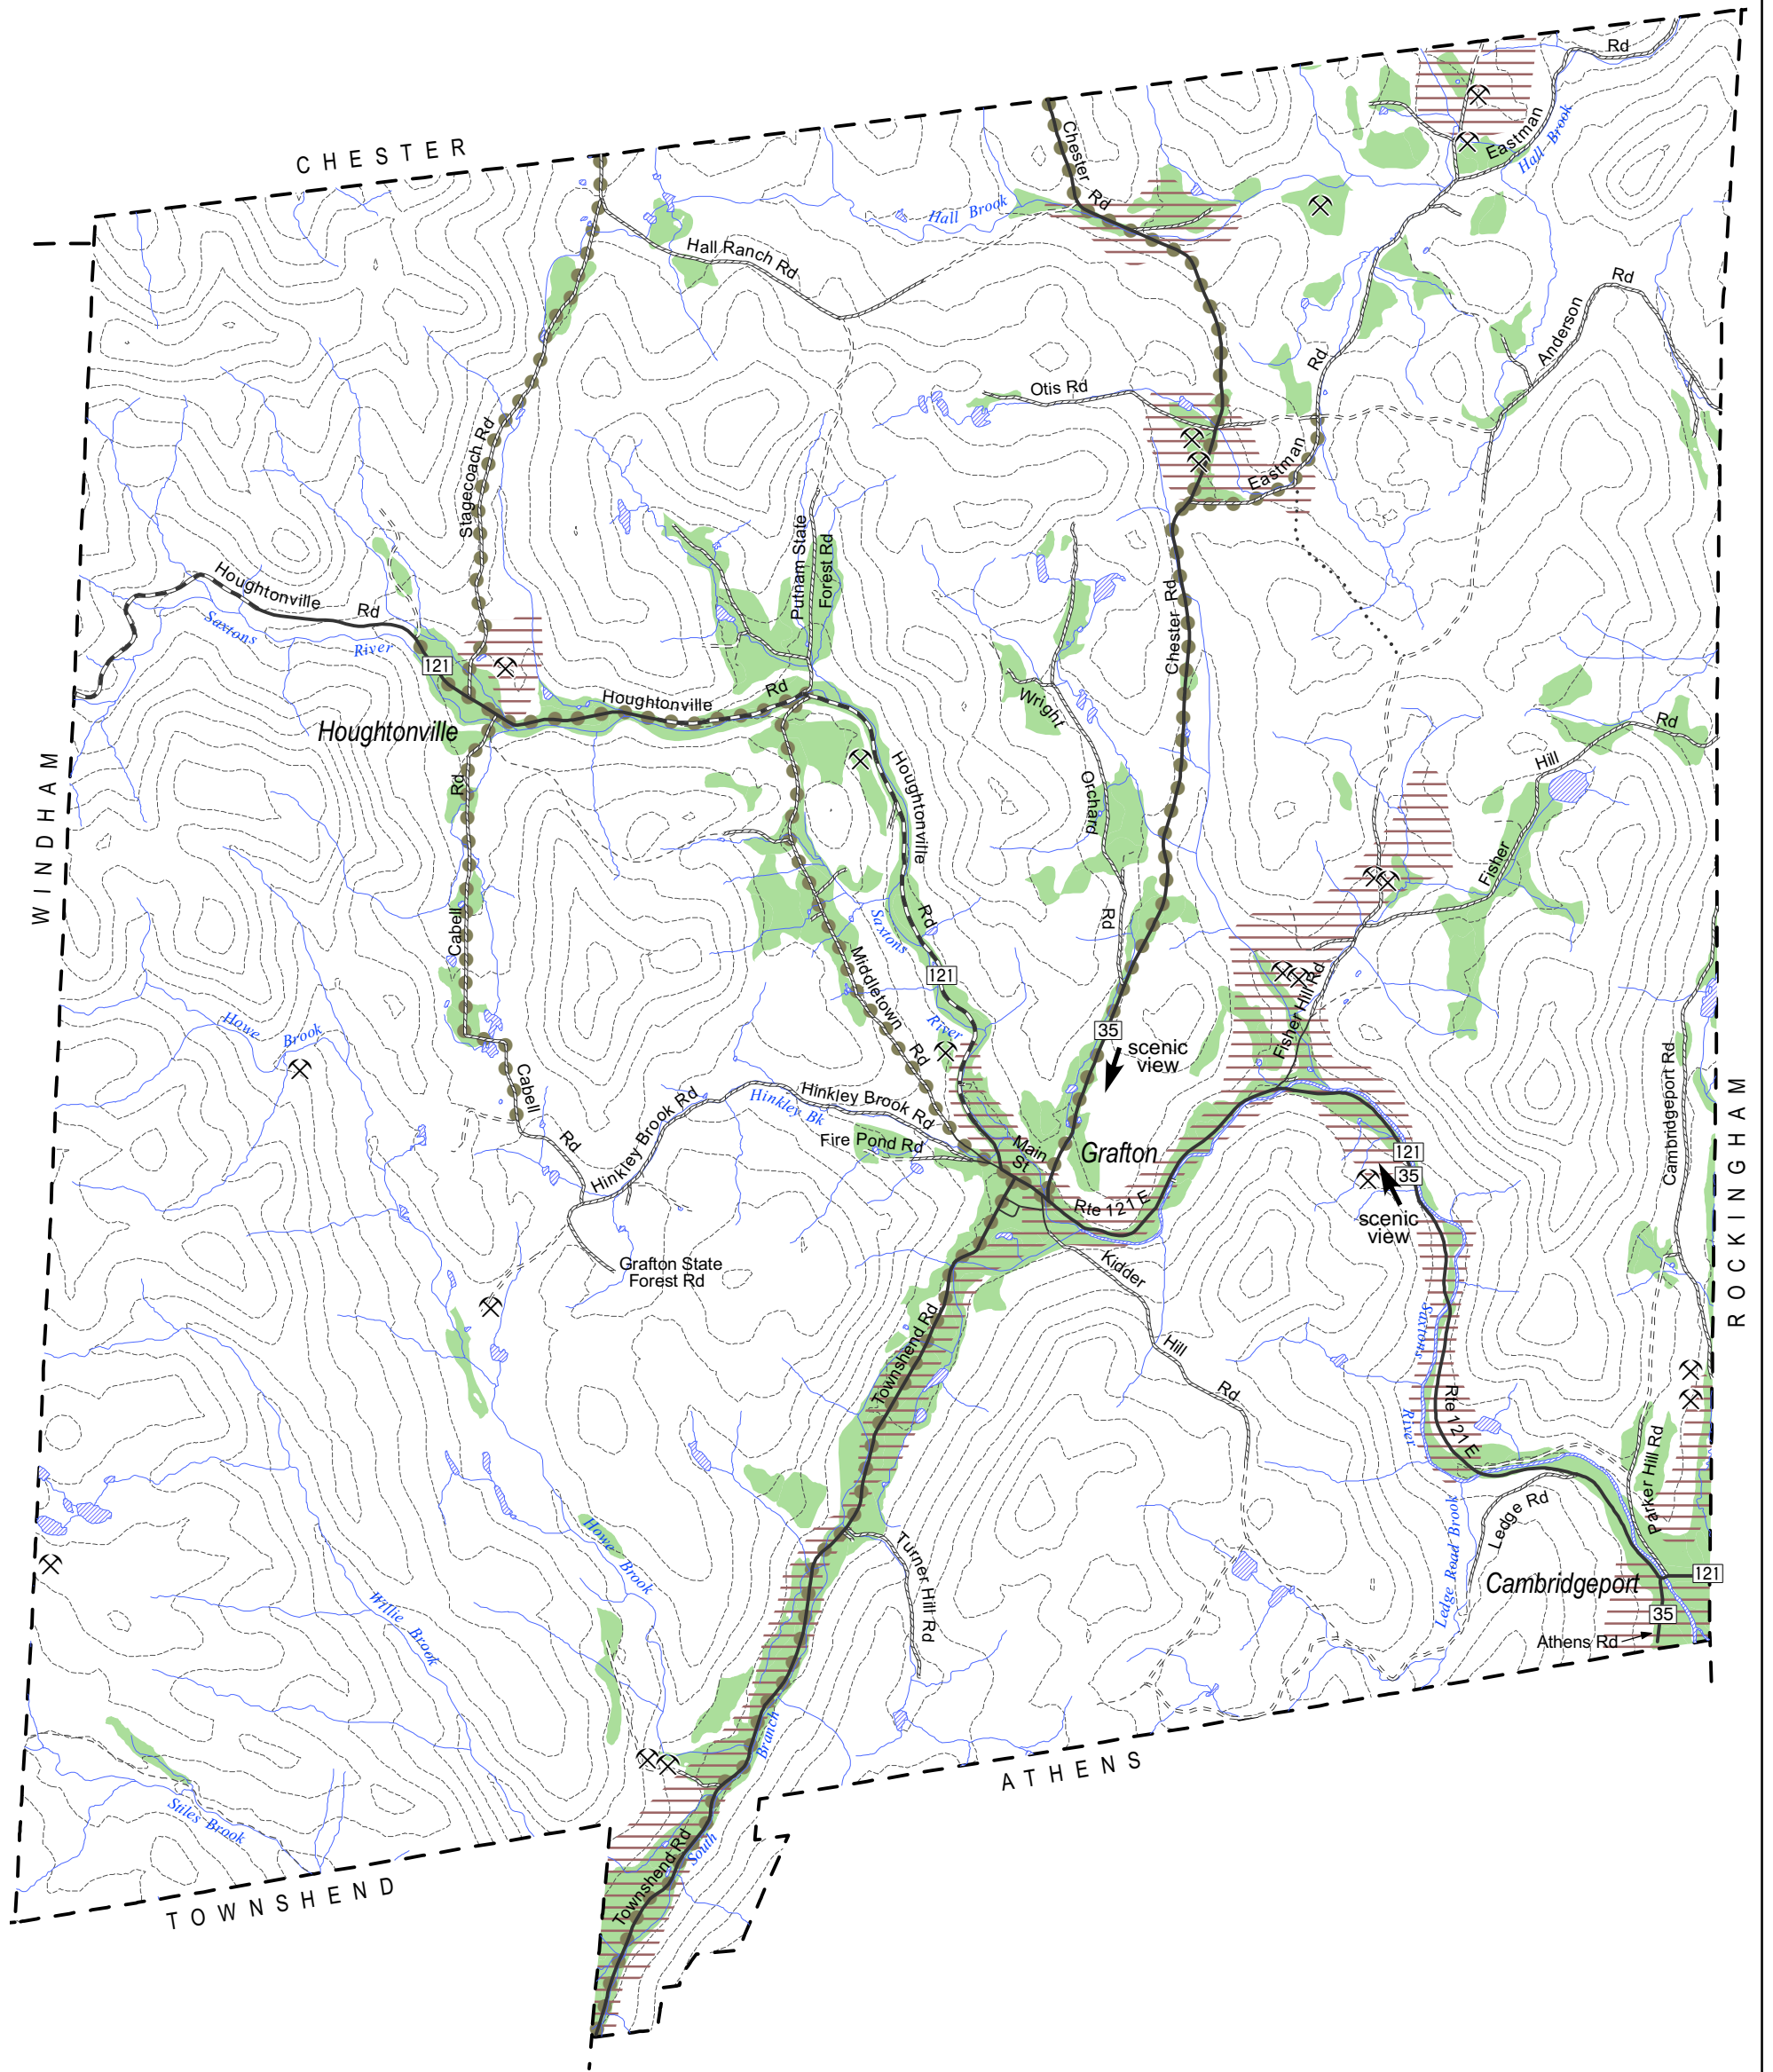 Rd
CHESTER
Chester
Rd
Eastman
Hall Brook
Hall Brook
Hall Ranch Rd
Rd
Anderson
Rd
Otis Rd
Stagecoach Rd
Eastman
Putnam State
Forest Rd
Houghtonville
Rd
Saxtons
River
Chester Rd
121
Houghtonville
Rd
Wright
Houghtonville
Rd
Hill
WINDHAM
Rd
Houghtonville
Orchard
Fisher
Cabell
Rd
Saxtons
Rd
Middletown
121
Fisher Hill Rd
Howe
Brook
River
35
scenic
view
Rd
Cambridgeport Rd
ROCKINGHAM
Cabell
Rd
Hinkley Brook Rd
Hinkley Brook Rd
Hinkley Bk
Fire Pond Rd
Main
St
Grafton
121
35
Rte 121 E
scenic
view
Kidder
Grafton State
Forest Rd
Townshend Rd
Hill
Rd
Saxtons
River
Rte 121 E
Parker Hill Rd
Ledge Rd
Ledge Road Brook
Howe
Brook
Turner Hill Rd
Willie
Brook
Cambridgeport
121
35
Athens Rd
Branch
ATHENS
Stiles Brook
South
Townshend Rd
TOWNSHEND